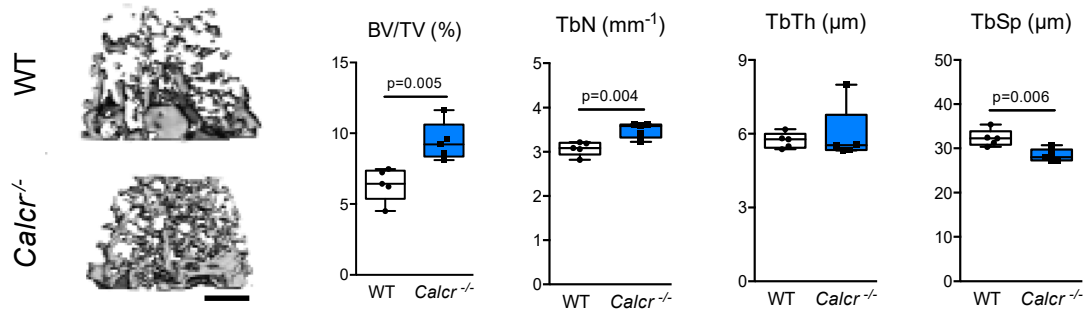 WT
Calcr-/-
BV/TV (%)
15
10
5
0
p=0.005
WT
Calcr -/-
TbN (mm-1)
5
4
3
2
1
0
p=0.004
WT
Calcr -/-
TbTh (μm)
9
6
3
0
WT
Calcr -/-
TbSp (μm)
50
40
30
20
10
0
p=0.006
WT
Calcr -/-